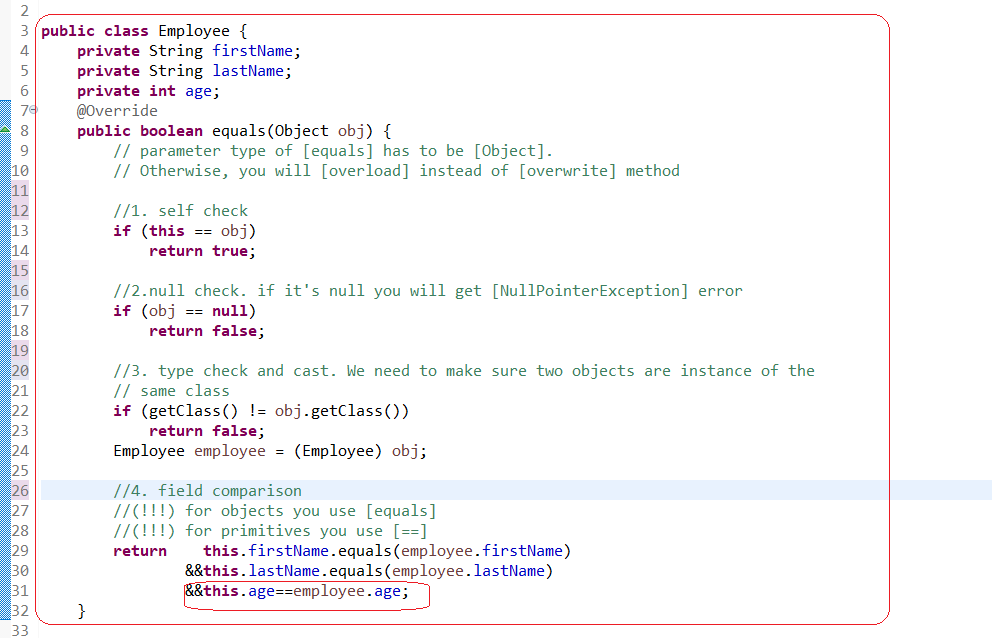 2
3 public class Employee {
4 private String firstName;
5 private String lastName;
6 private int age;
7 @Override
8 public boolean equals(Object obj) {
9 // parameter type of [equals] has to be [Object].
10 // Otherwise, you will [overload] instead of [overwrite] method
11
12 //1. self check
13 if (this == obj)
14 return true;
15
16 //2.null check. if it's null you will get [NullPointerException] error
17 if (obj == null)
18 return false;
19
20 //3. type check and cast. We need to make sure two objects are instance of the
21 // same class
22 if (getClass() != obj.getClass())
23 return false;
24 Employee employee = (Employee) obj;
25
26 //4. field comparison
27 //(!!!) for objects you use [equals]
28 //(!!!) for primitives you use [==]
29 return this.firstName.equals(employee.firstName)
30 &&this.lastName.equals(employee.lastName)
31 &&this.age==employee.age;
32 }
33